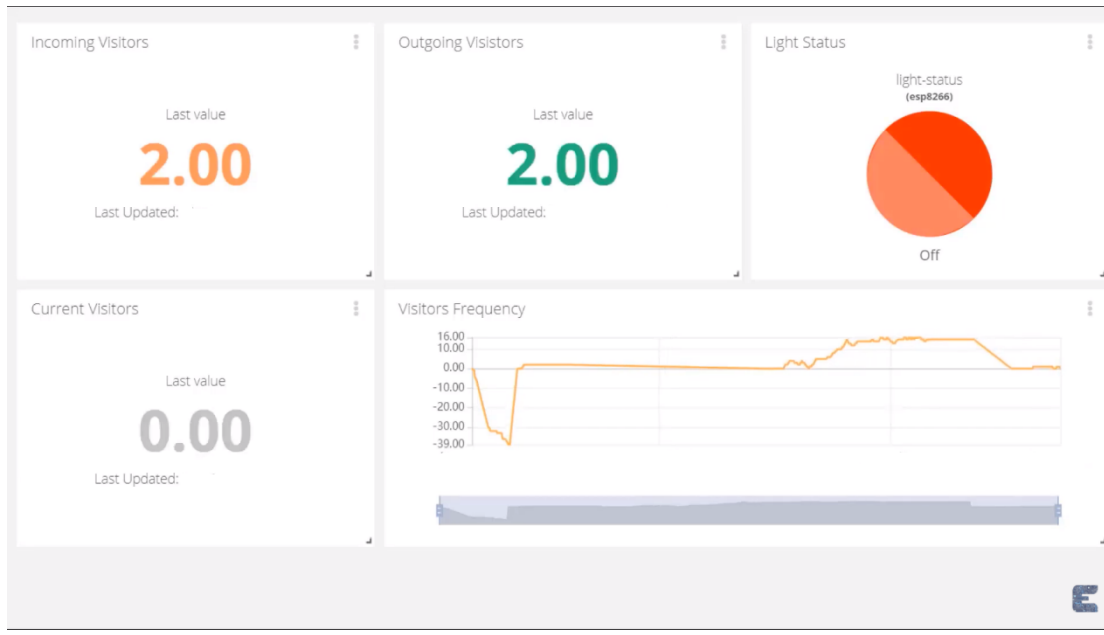 Incoming Visitors
Last value
2.00
Last Updated:
Outgoing Visistors
Last value
2.00
Last Updated:
Light Status
light-status
(esp8266)
Off
Current Visitors
Last value
0.00
Last Updated:
Visitors Frequency
16.00
10.00
0.00
-10.00
-20.00
-30.00
-39.00
E